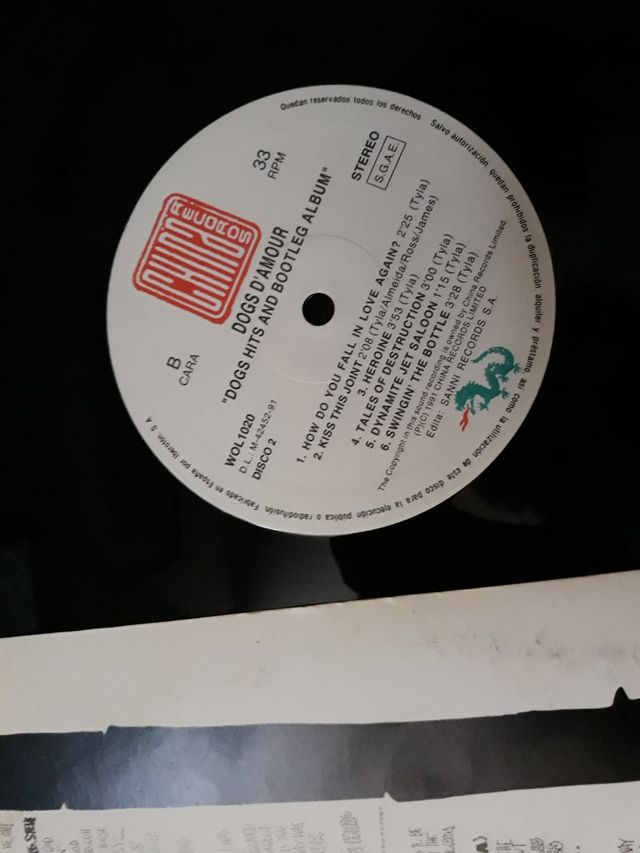 CHINA
RECORDS
33
RPM
STEREO
S.G.A.E.
DOGS D'AMOUR
"DOGS HITS AND BOOTLEG ALBUM"
B
CARA
WOL1020
D.L.: M-42452-91
DISCO 2
1. HOW DO YOU FALL IN LOVE AGAIN? 2'25 (Tyla)
2. KISS THIS JOINT 2'08 (Tyla/Almeida/Ross/James)
3. HEROINE 3'53 (Tyla)
4. TALES OF DESTRUCTION 3'00 (Tyla)
5. DYNAMITE JET SALOON 1'15 (Tyla)
6. SWINGIN' THE BOTTLE 3'28 (Tyla)
The Copyright in this sound recording is owned by China Records Limited
(P)(C) 1991 CHINA RECORDS LIMITED
Edita: SANNI RECORDS S.A.
Quedan reservados todos los derechos Salvo autorización, quedan prohibidos la duplicación, alquiler y préstamo así como la utilización de este disco para la ejecución pública o radiodifusión Fabricado en España por Iberofón S A